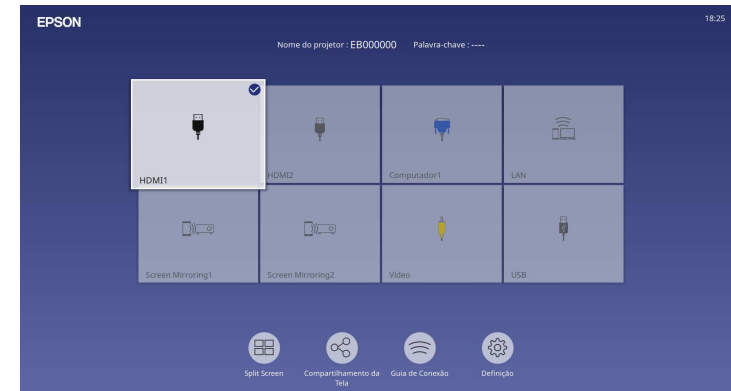 EPSON
18:25
Nome do projetor : EB000000 Palavra-chave : ----
HDMI1
HDMI2
Computador1
LAN
Screen Mirroring1
Screen Mirroring2
Vídeo
USB
Split Screen
Compartilhamento da
Tela
Guia de Conexão
Definição